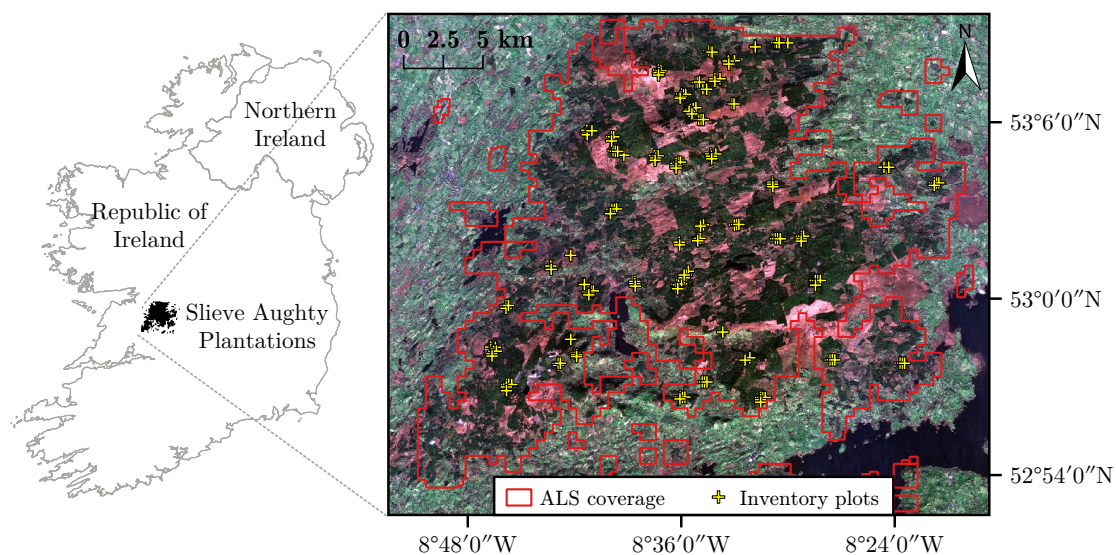 Northern
Ireland
Republic of
Ireland
Slieve Aughty
Plantations
0 2.5 5 km
N
53°6′0″N
53°0′0″N
52°54′0″N
ALS coverage
Inventory plots
8°48′0″W
8°36′0″W
8°24′0″W